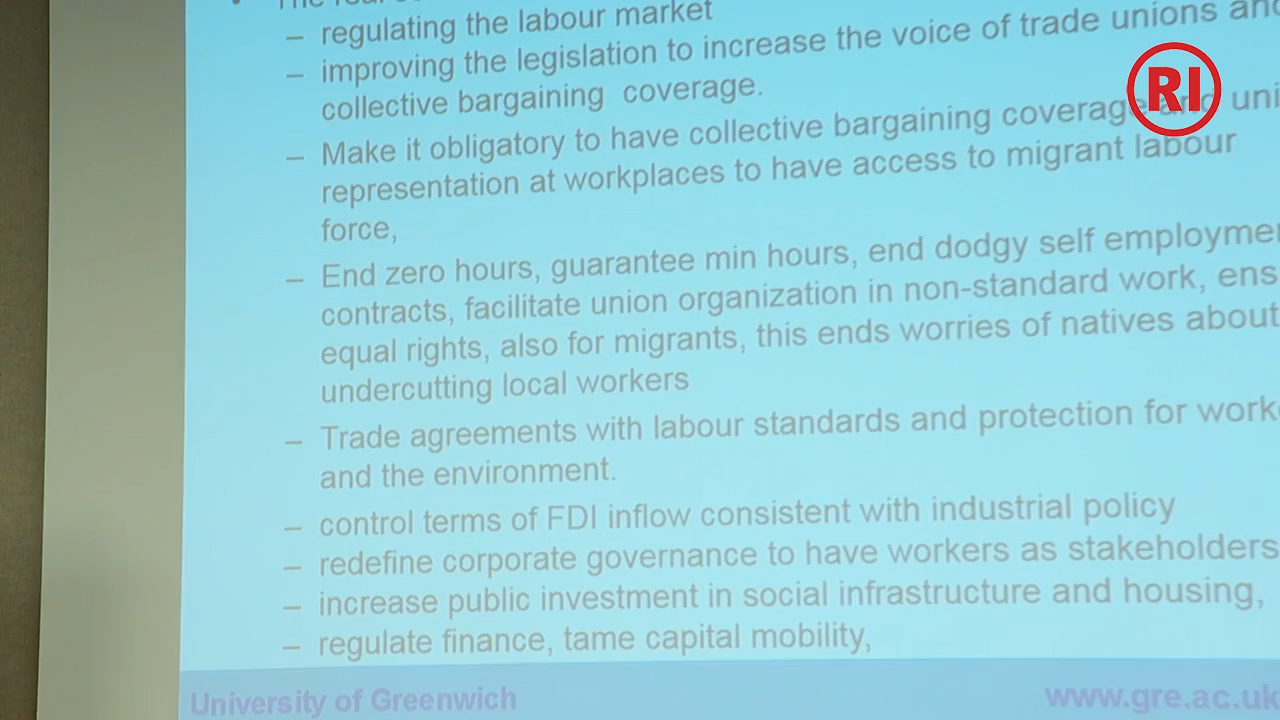 The real
– regulating the labour market
– improving the legislation to increase the voice of trade unions and
collective bargaining coverage.
– Make it obligatory to have collective bargaining coverage and uni
representation at workplaces to have access to migrant labour
force,
– End zero hours, guarantee min hours, end dodgy self employmen
contracts, facilitate union organization in non-standard work, ens
equal rights, also for migrants, this ends worries of natives about
undercutting local workers
– Trade agreements with labour standards and protection for work
and the environment.
– control terms of FDI inflow consistent with industrial policy
– redefine corporate governance to have workers as stakeholders
– increase public investment in social infrastructure and housing,
– regulate finance, tame capital mobility,
University of Greenwich
www.gre.ac.uk
RI